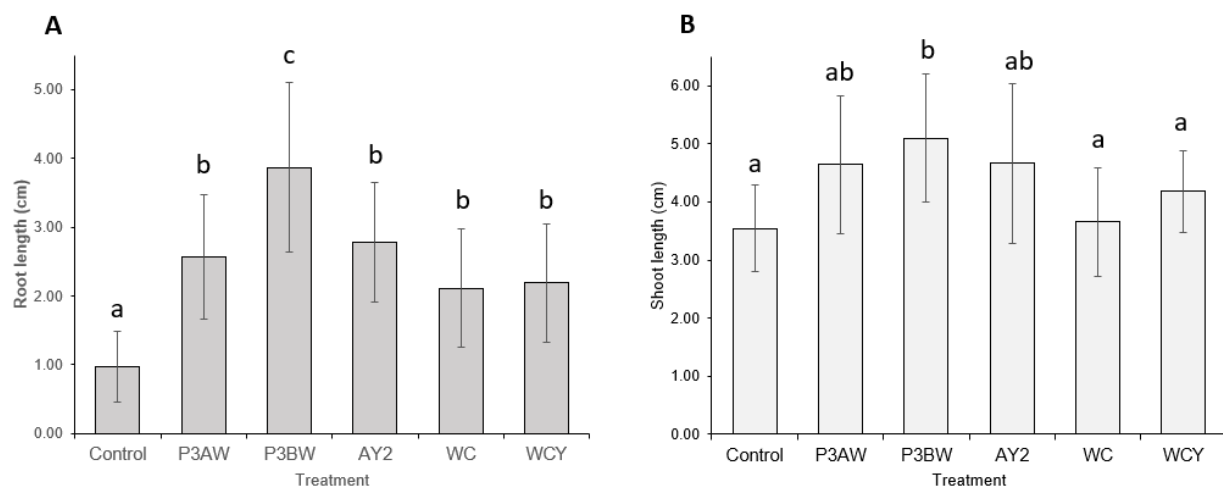 A
Root length (cm)
5.00
4.00
3.00
2.00
1.00
0.00
a
b
c
b
b
b
Control P3AW P3BW AY2 WC WCY
Treatment
B
Shoot length (cm)
6.00
5.00
4.00
3.00
2.00
1.00
0.00
a
ab
b
ab
a
a
Control P3AW P3BW AY2 WC WCY
Treatment